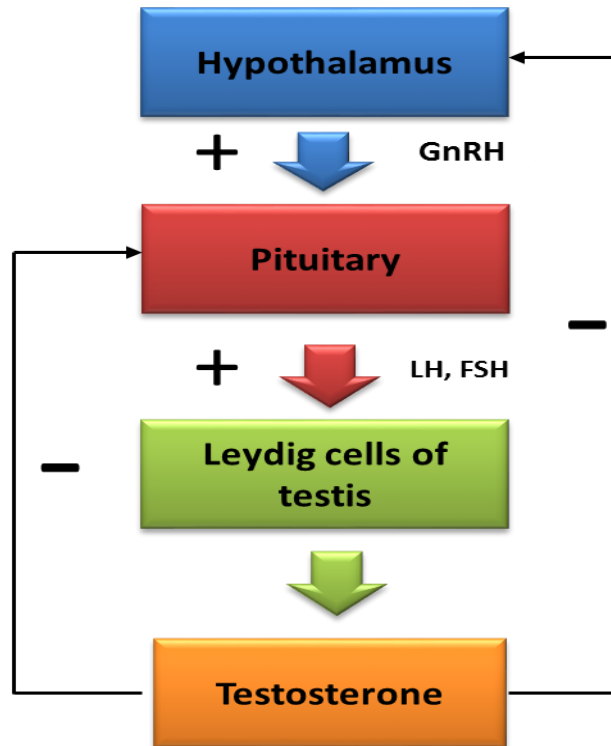 Hypothalamus
+
GnRH
Pituitary
+
LH, FSH
Leydig cells of
testis
–
–
Testosterone